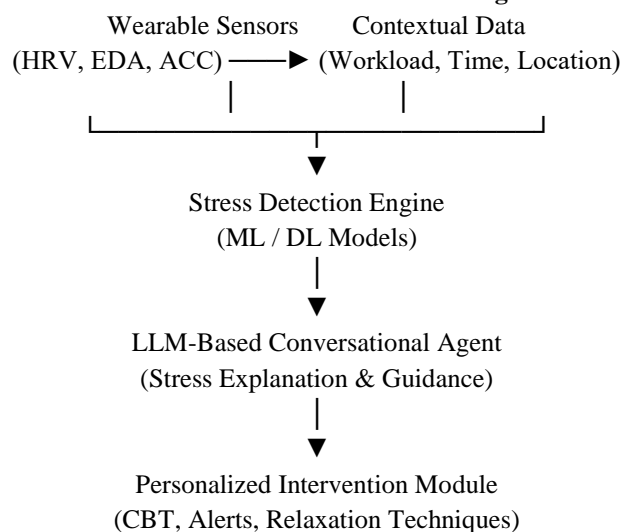 Wearable Sensors Contextual Data
(HRV, EDA, ACC) (Workload, Time, Location)
Stress Detection Engine
(ML / DL Models)
LLM-Based Conversational Agent
(Stress Explanation & Guidance)
Personalized Intervention Module
(CBT, Alerts, Relaxation Techniques)